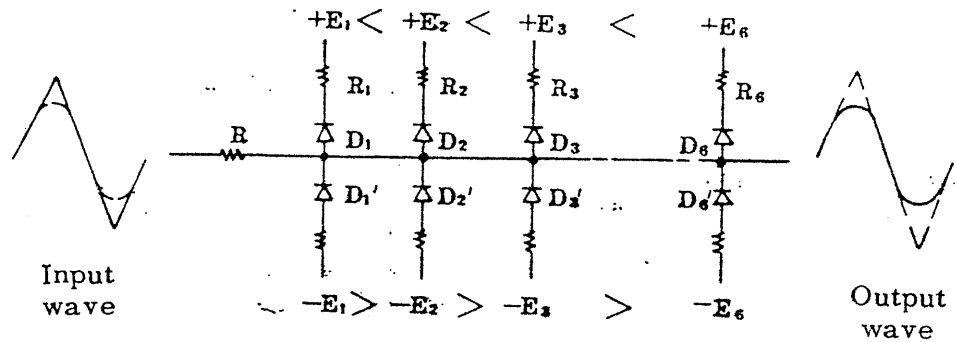 +E₁ < +E₂ < +E₃ < +E₆
R₁ R₂ R₃ R₆
R D₁ D₂ D₃ D₆
D₁' D₂' D₃' D₆'
Input
wave
−E₁ > −E₂ > −E₃ > −E₆
Output
wave